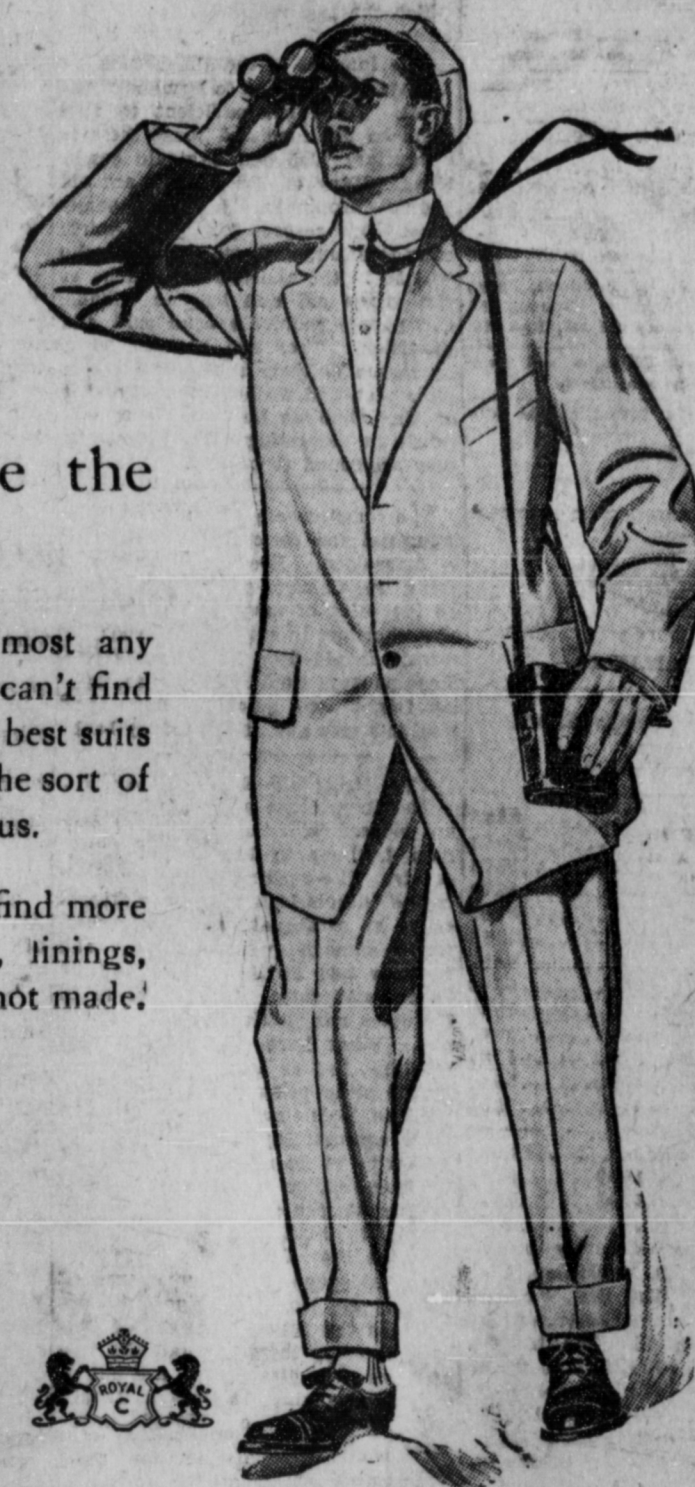 e the
most any
can't find
best suits
he sort of
us.
find more
, linings,
not made.
ROYAL
C